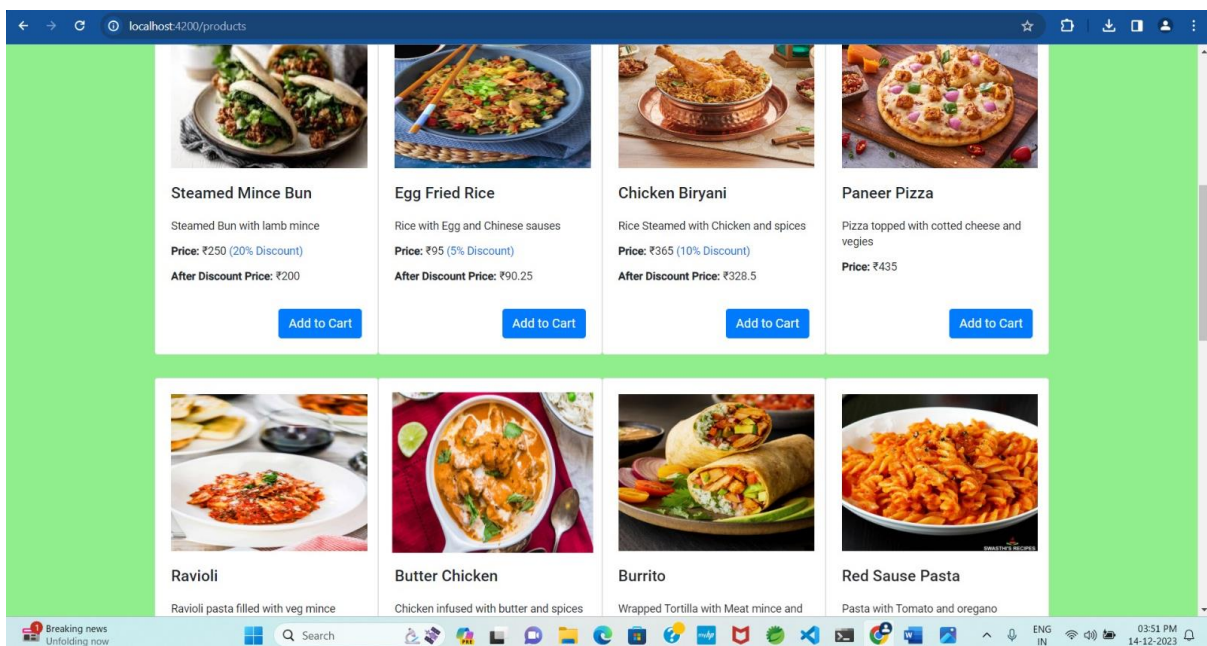 localhost:4200/products
Steamed Mince Bun
Egg Fried Rice
Chicken Biryani
Paneer Pizza
Steamed Bun with lamb mince
Rice with Egg and Chinese sauses
Rice Steamed with Chicken and spices
Pizza topped with cotted cheese and
vegies
Price: ₹250 (20% Discount)
Price: ₹95 (5% Discount)
Price: ₹365 (10% Discount)
Price: ₹435
After Discount Price: ₹200
After Discount Price: ₹90.25
After Discount Price: ₹328.5
Add to Cart
Add to Cart
Add to Cart
Add to Cart
SWASTHI'S RECIPES
Ravioli
Butter Chicken
Burrito
Red Sause Pasta
Ravioli pasta filled with veg mince
Chicken infused with butter and spices
Wrapped Tortilla with Meat mince and
Pasta with Tomato and oregano
1
Breaking news
Unfolding now
Search
ENG
IN
03:51 PM
14-12-2023